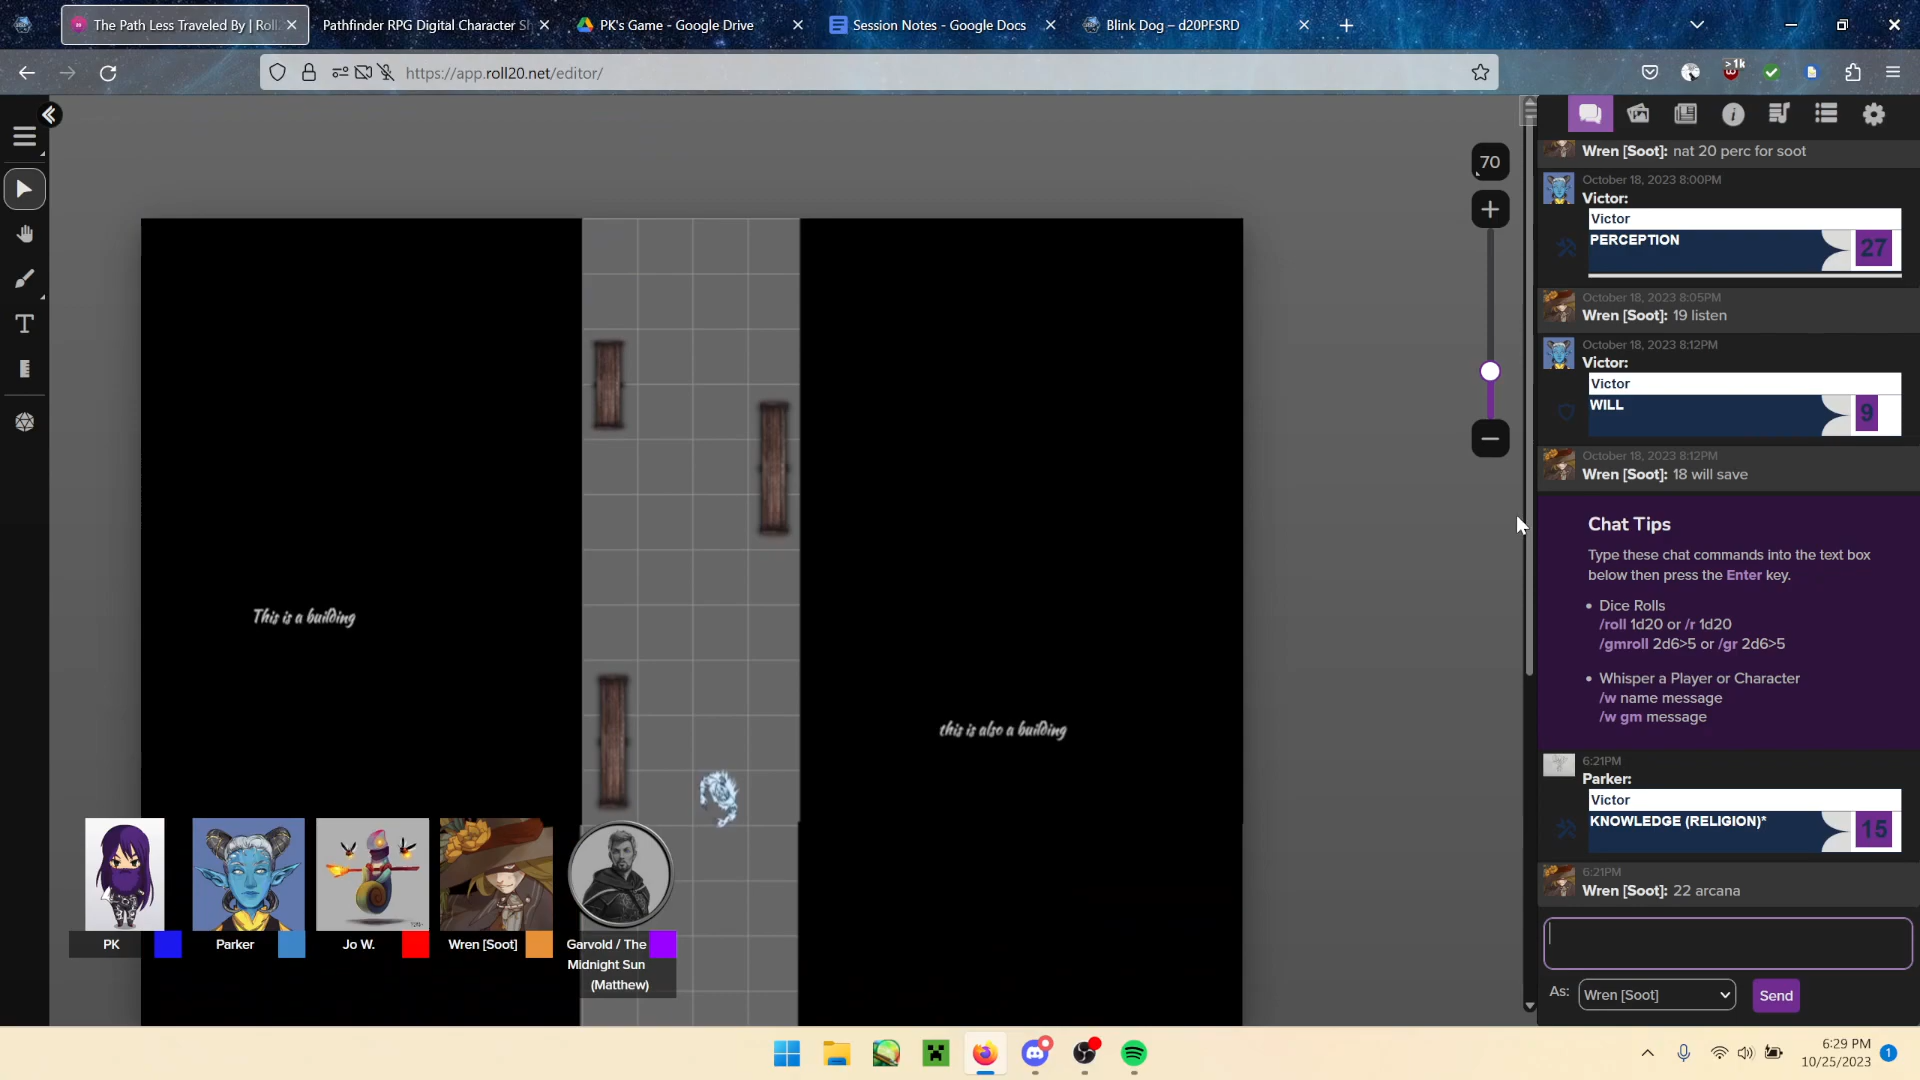 The Path Less Traveled By | Roll
Pathfinder RPG Digital Character Sh
PK's Game - Google Drive
Session Notes - Google Docs
Blink Dog – d20PFSRD
https://app.roll20.net/editor/
>1k
70
Wren [Soot]: nat 20 perc for soot
October 18, 2023 8:00PM
Victor:
Victor
PERCEPTION
27
October 18, 2023 8:05PM
Wren [Soot]: 19 listen
October 18, 2023 8:12PM
Victor:
Victor
WILL
9
October 18, 2023 8:12PM
Wren [Soot]: 18 will save
Chat Tips
Type these chat commands into the text box
below then press the Enter key.
• Dice Rolls
/roll 1d20 or /r 1d20
/gmroll 2d6>5 or /gr 2d6>5
• Whisper a Player or Character
/w name message
/w gm message
6:21PM
Parker:
Victor
KNOWLEDGE (RELIGION)*
15
6:21PM
Wren [Soot]: 22 arcana
As:
Wren [Soot]
Send
This is a building
this is also a building
PK
Parker
Jo W.
Wren [Soot]
Garvold / The
Midnight Sun
(Matthew)
6:29 PM
10/25/2023
1